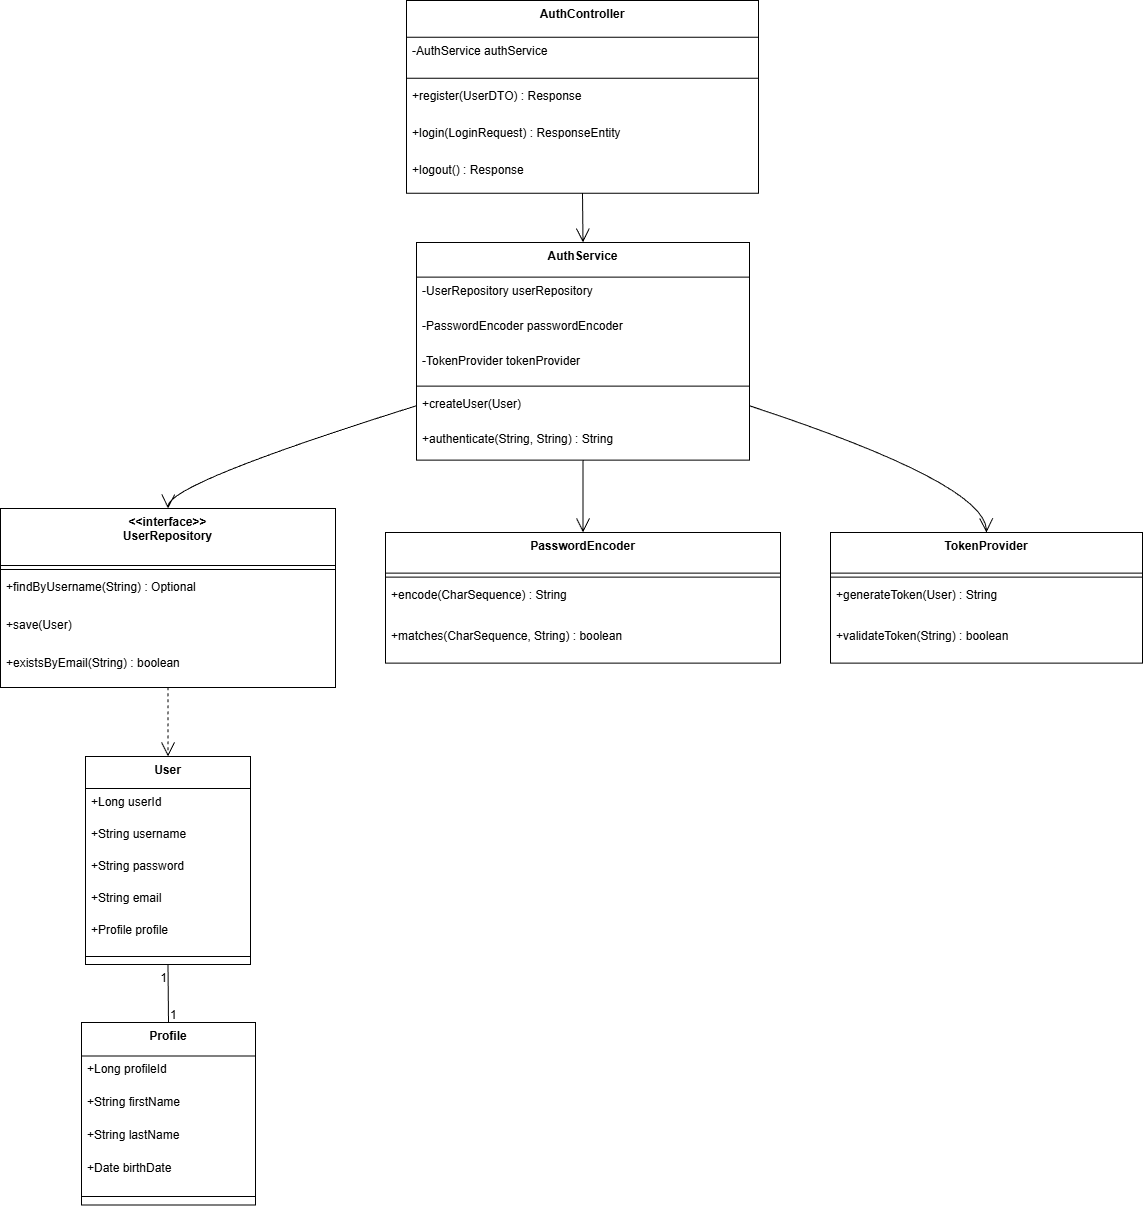 AuthController
-AuthService authService
+register(UserDTO) : Response
+login(LoginRequest) : ResponseEntity
+logout() : Response
AuthService
-UserRepository userRepository
-PasswordEncoder passwordEncoder
-TokenProvider tokenProvider
+createUser(User)
+authenticate(String, String) : String
<<interface>>
UserRepository
+findByUsername(String) : Optional
+save(User)
+existsByEmail(String) : boolean
PasswordEncoder
+encode(CharSequence) : String
+matches(CharSequence, String) : boolean
TokenProvider
+generateToken(User) : String
+validateToken(String) : boolean
User
+Long userId
+String username
+String password
+String email
+Profile profile
1
1
Profile
+Long profileId
+String firstName
+String lastName
+Date birthDate